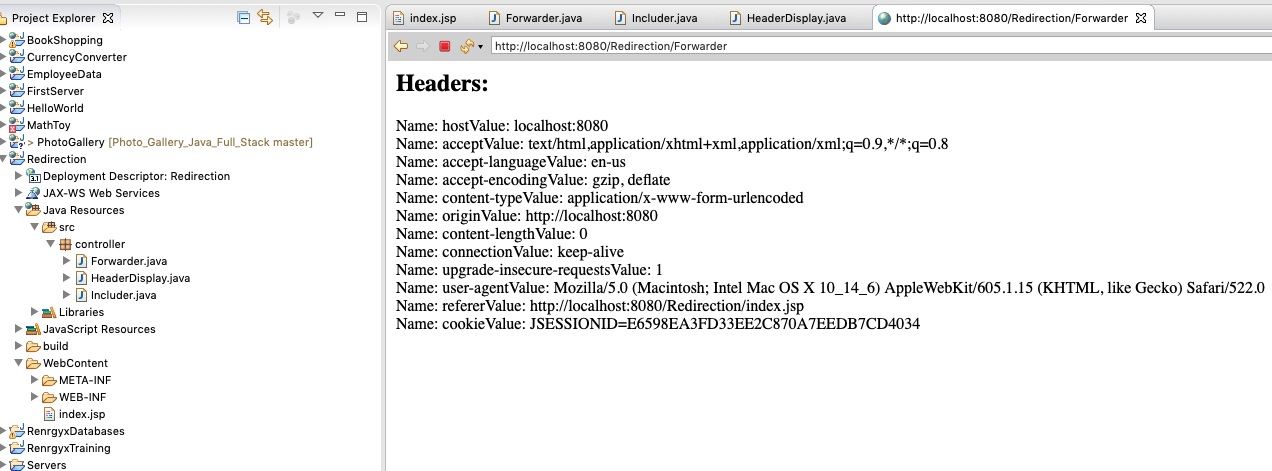 Project Explorer
BookShopping
CurrencyConverter
EmployeeData
FirstServer
HelloWorld
MathToy
> PhotoGallery [Photo_Gallery_Java_Full_Stack master]
Redirection
Deployment Descriptor: Redirection
JAX-WS Web Services
Java Resources
src
controller
Forwarder.java
HeaderDisplay.java
Includer.java
Libraries
JavaScript Resources
build
WebContent
META-INF
WEB-INF
index.jsp
RenrgyxDatabases
RenrgyxTraining
Servers
index.jsp Forwarder.java Includer.java HeaderDisplay.java http://localhost:8080/Redirection/Forwarder
http://localhost:8080/Redirection/Forwarder
Headers:
Name: hostValue: localhost:8080
Name: acceptValue: text/html,application/xhtml+xml,application/xml;q=0.9,*/*;q=0.8
Name: accept-languageValue: en-us
Name: accept-encodingValue: gzip, deflate
Name: content-typeValue: application/x-www-form-urlencoded
Name: originValue: http://localhost:8080
Name: content-lengthValue: 0
Name: connectionValue: keep-alive
Name: upgrade-insecure-requestsValue: 1
Name: user-agentValue: Mozilla/5.0 (Macintosh; Intel Mac OS X 10_14_6) AppleWebKit/605.1.15 (KHTML, like Gecko) Safari/522.0
Name: refererValue: http://localhost:8080/Redirection/index.jsp
Name: cookieValue: JSESSIONID=E6598EA3FD33EE2C870A7EEDB7CD4034